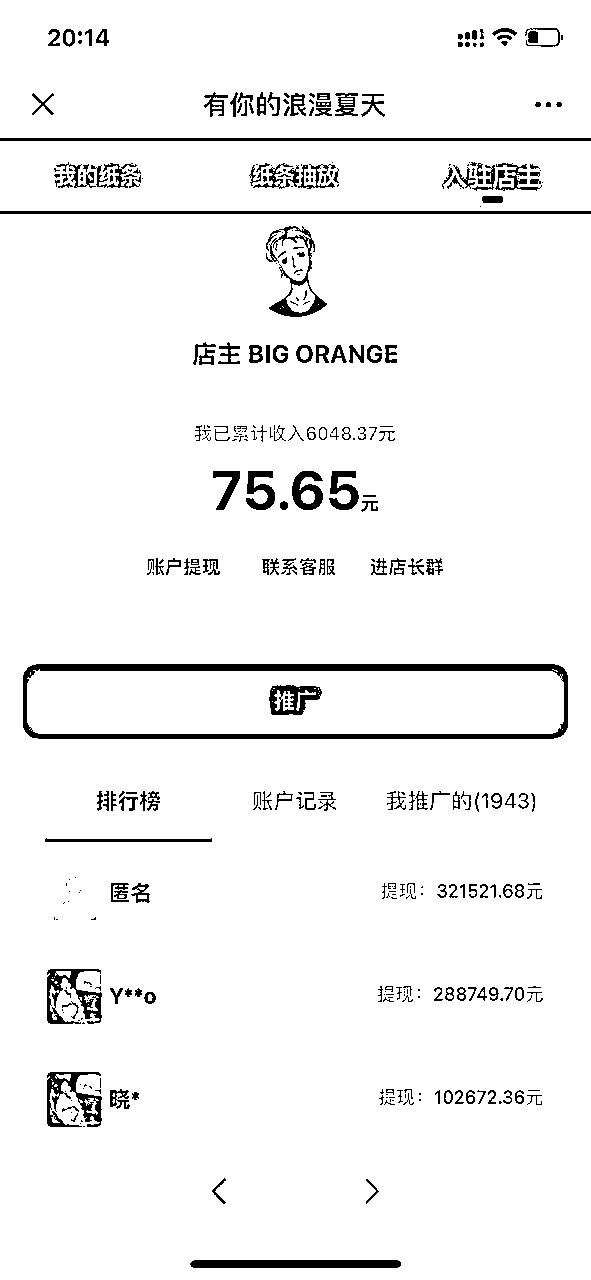 20:14
有你的浪漫夏天
我的纸条 纸条抽放 入驻店主
店主 BIG ORANGE
我已累计收入6048.37元
75.65元
账户提现 联系客服 进店长群
推广
排行榜 账户记录 我推广的(1943)
匿名 提现：321521.68元
Y**o 提现：288749.70元
晓* 提现：102672.36元